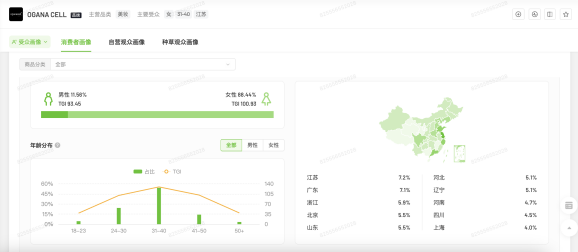 OGANA CELL 品牌 主要品类 美妆 主要受众 女 31-40 江苏
受众画像 消费者画像 自营观众画像 种草观众画像
商品分类 全部
男性 11.56% 女性 88.44%
TGI 93.45 TGI 100.93
年龄分布 全部 男性 女性
占比 TGI
60% 140
45% 105
30% 70
15% 35
0% 0
18-23 24-30 31-40 41-50 50+
江苏 7.2% 河北 5.1%
广东 7.1% 辽宁 5.1%
浙江 5.9% 河南 4.7%
北京 5.5% 四川 4.5%
山东 5.5% 上海 4.0%